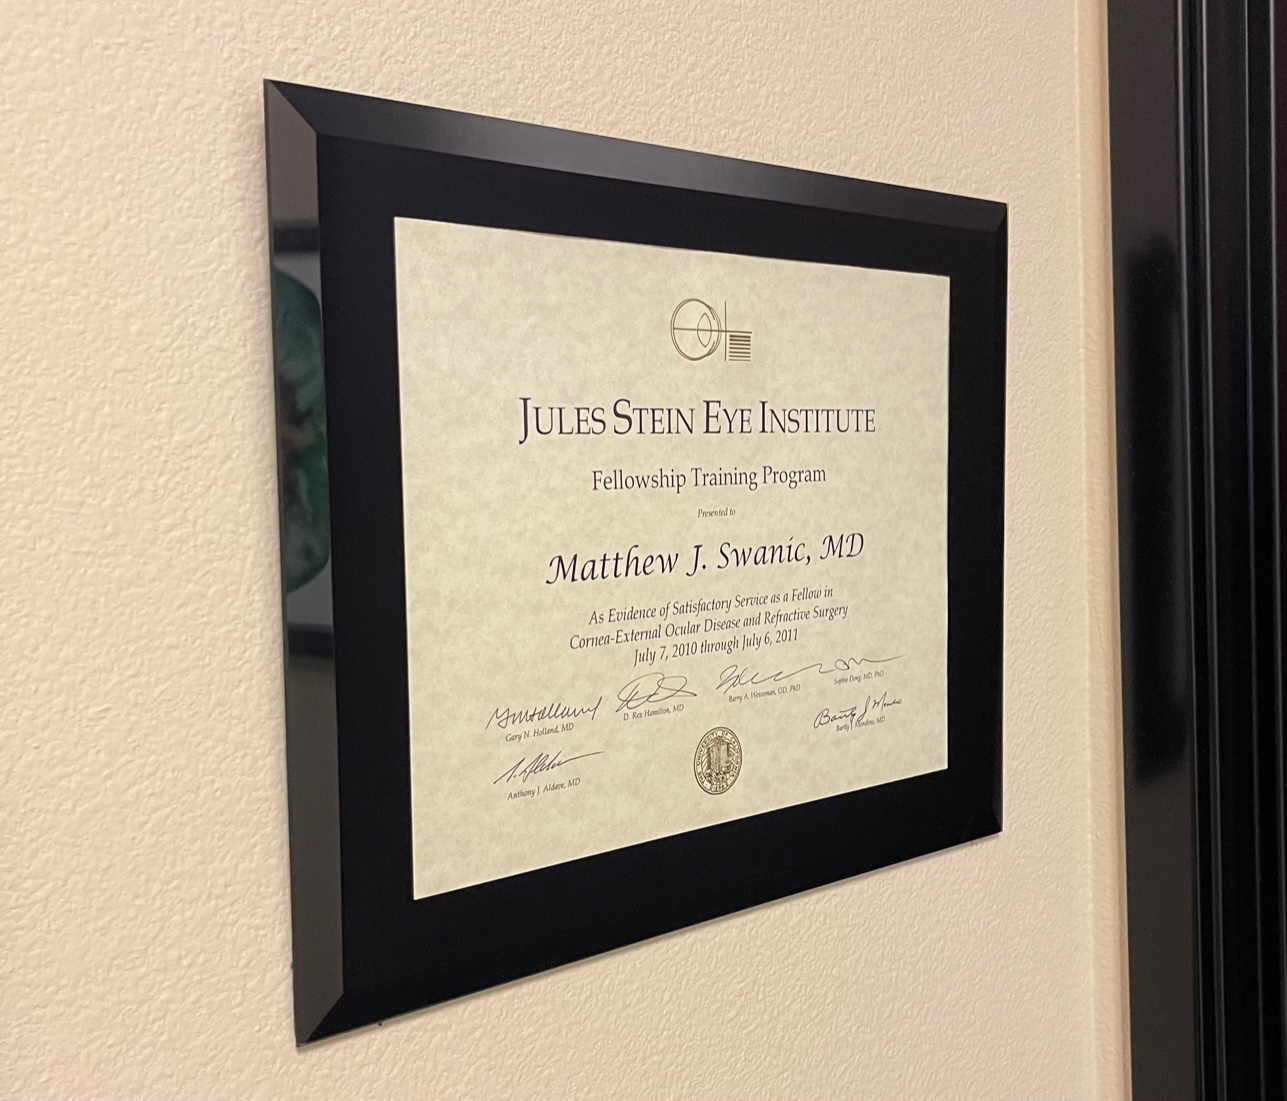 JULES STEIN EYE INSTITUTE
Fellowship Training Program
Presented to
Matthew J. Swanic, MD
As Evidence of Satisfactory Service as a Fellow in
Cornea-External Ocular Disease and Refractive Surgery
July 7, 2010 through July 6, 2011
Gary N. Holland, MD
D. Rex Hamilton, MD
Barry A. Weissman, OD, PhD
Sophie Deng, MD, PhD
Anthony J. Aldave, MD
Bartly J. Mondino, MD